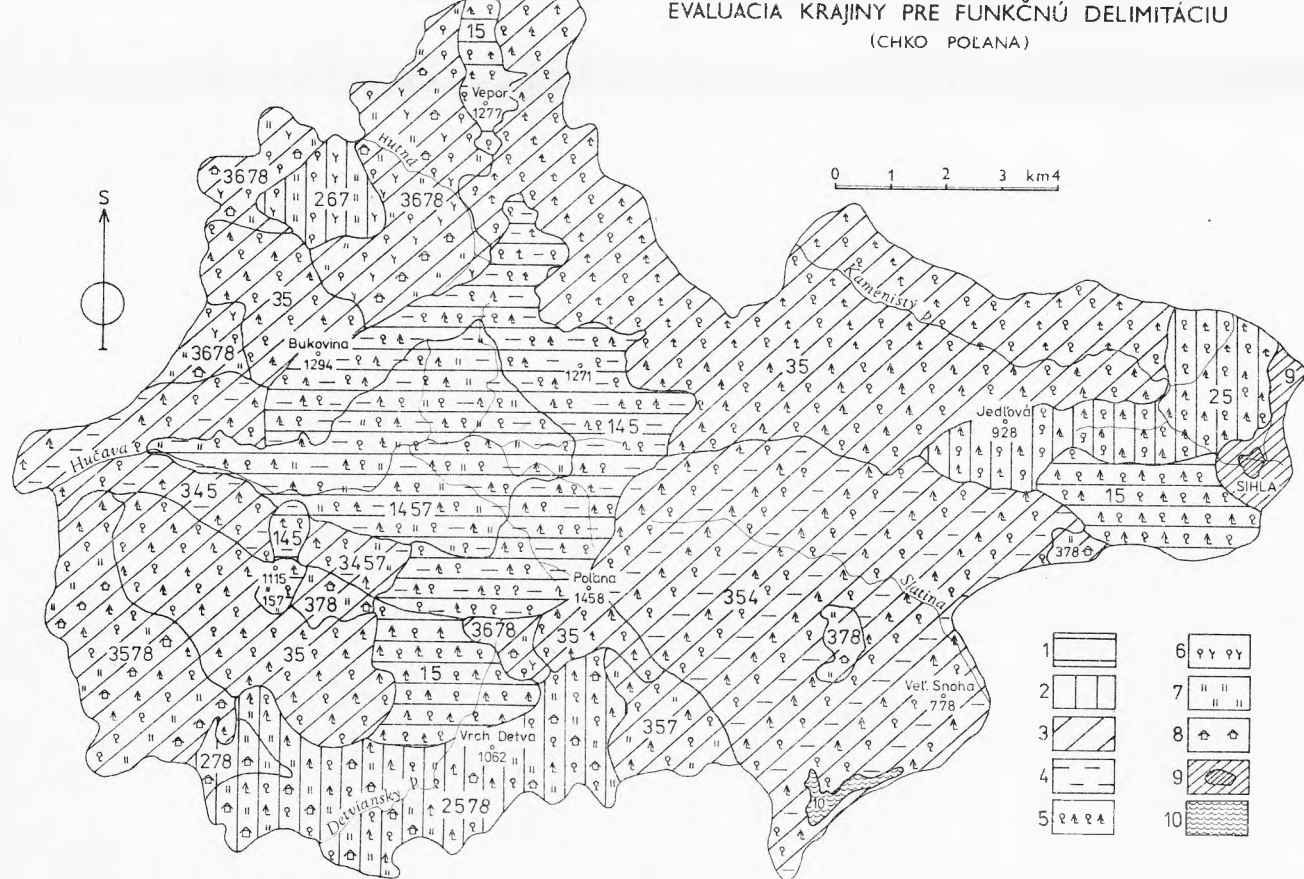 EVALUÁCIA KRAJINY PRE FUNKČNÚ DELIMITÁCIU
(CHKO POĽANA)
15
Vepor
1277
Hutná
3678
267
3678
0 1 2 3 km4
S
Kamenistý p.
35
Bukovina
1294
3678
1271
35
9
25
Jedľová
928
145
Hučava
345
SIHLA
15
1457
145
3457
378
1115
157
378
Poľana
1458
354
Slatina
3678
35
378
3578
35
15
Veľ. Snoha
778
357
Vrch Detva
1062
278
Detviansky p.
2578
10
1
2
3
4
5
6
7
8
9
10